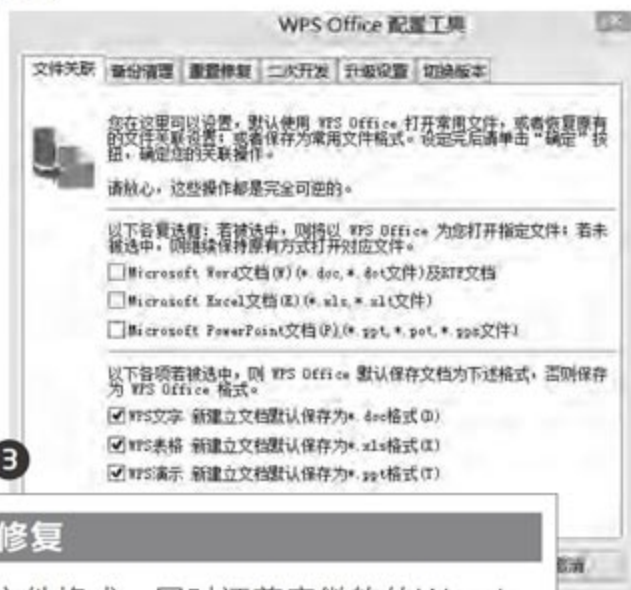 WPS Office 配置工具
文件关联 备份清理 重置修复 二次开发 升级设置 切换版本
您在这里可以设置,默认使用 WPS Office 打开常用文件,或者恢复原有
的文件关联设置;或者保存为常用文件格式。设定完后请单击“确定”按
钮,确定您的关联操作。
请放心,这些操作都是完全可逆的。
以下各复选框:若被选中,则将以 WPS Office 为您打开指定文件;若未
被选中,则继续保持原有方式打开对应文件。
Microsoft Word文档(W)(*.doc,*.dot文件)及RTF文档
Microsoft Excel文档(E)(*.xls,*.xlt文件)
Microsoft PowerPoint文档(P)(*.ppt,*.pot,*.pps文件)
以下各项若被选中,则 WPS Office 默认保存文档为下述格式,否则保存
为 WPS Office 格式。
WPS文字 新建立文档默认保存为*.doc格式(D)
WPS表格 新建立文档默认保存为*.xls格式(X)
WPS演示 新建立文档默认保存为*.ppt格式(T)
3
修复
取消